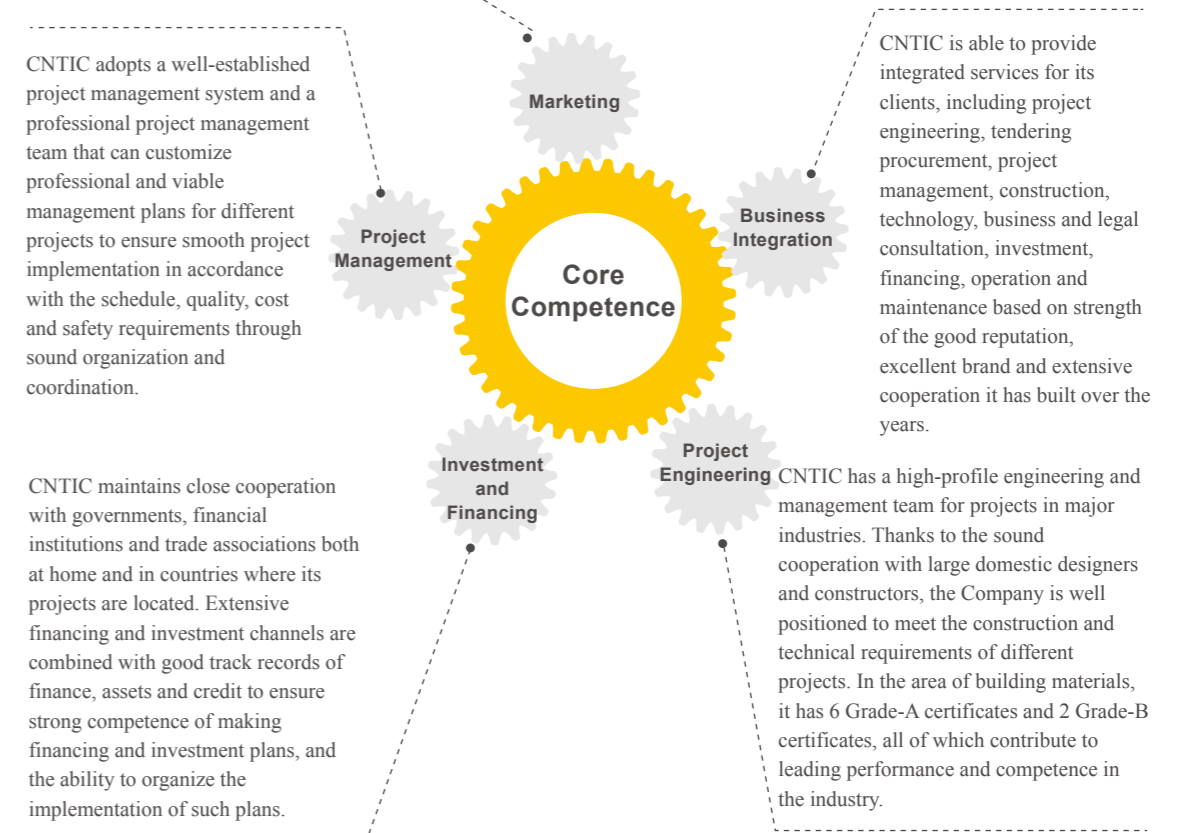 CNTIC adopts a well-established
project management system and a
professional project management
team that can customize
professional and viable
management plans for different
projects to ensure smooth project
implementation in accordance
with the schedule, quality, cost
and safety requirements through
sound organization and
coordination.
Marketing
Project
Management
Core
Competence
Business
Integration
CNTIC is able to provide
integrated services for its
clients, including project
engineering, tendering
procurement, project
management, construction,
technology, business and legal
consultation, investment,
financing, operation and
maintenance based on strength
of the good reputation,
excellent brand and extensive
cooperation it has built over the
years.
CNTIC maintains close cooperation
with governments, financial
institutions and trade associations both
at home and in countries where its
projects are located. Extensive
financing and investment channels are
combined with good track records of
finance, assets and credit to ensure
strong competence of making
financing and investment plans, and
the ability to organize the
implementation of such plans.
Investment
and
Financing
Project
Engineering
CNTIC has a high-profile engineering and
management team for projects in major
industries. Thanks to the sound
cooperation with large domestic designers
and constructors, the Company is well
positioned to meet the construction and
technical requirements of different
projects. In the area of building materials,
it has 6 Grade-A certificates and 2 Grade-B
certificates, all of which contribute to
leading performance and competence in
the industry.